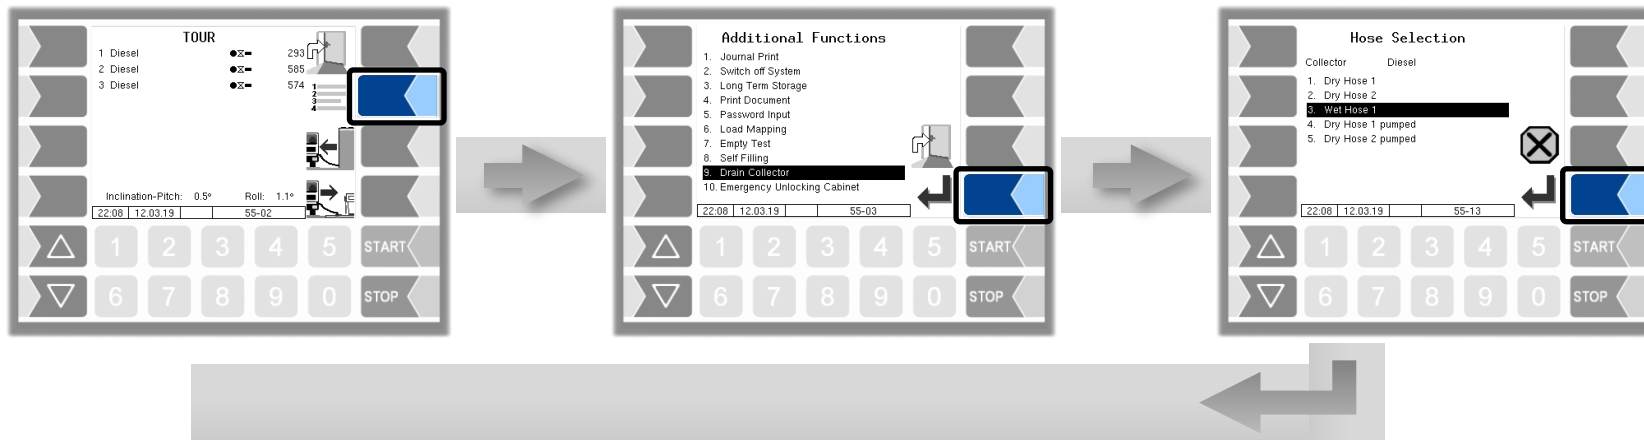 TOUR
1 Diesel 293
2 Diesel 585
3 Diesel 574
1
2
3
4
Inclination-Pitch: 0.5° Roll: 1.1°
22:08 12.03.19 55-02
1 2 3 4 5 START
6 7 8 9 0 STOP
Additional Functions
1. Journal Print
2. Switch off System
3. Long Term Storage
4. Print Document
5. Password Input
6. Load Mapping
7. Empty Test
8. Self Filling
9. Drain Collector
10. Emergency Unlocking Cabinet
22:08 12.03.19 55-03
1 2 3 4 5 START
6 7 8 9 0 STOP
Hose Selection
Collector Diesel
1. Dry Hose 1
2. Dry Hose 2
3. Wet Hose 1
4. Dry Hose 1 pumped
5. Dry Hose 2 pumped
22:08 12.03.19 55-13
1 2 3 4 5 START
6 7 8 9 0 STOP